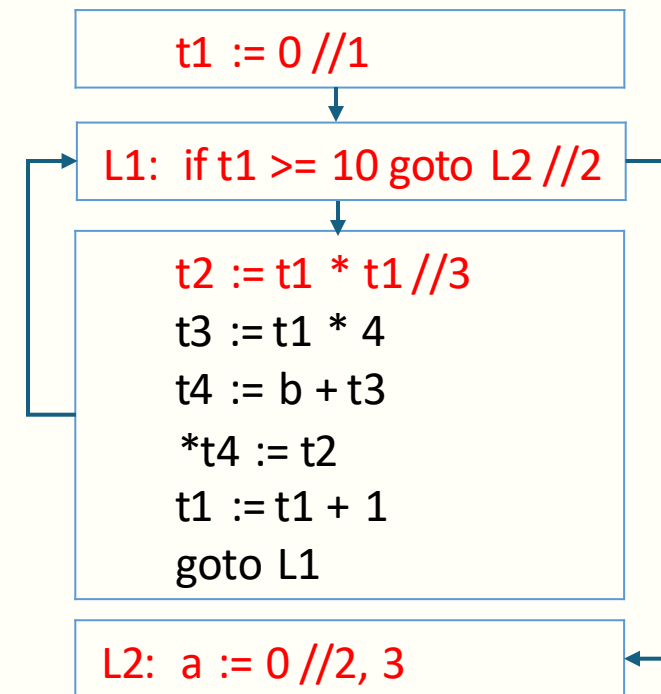 t1 := 0 //1
L1: if t1 >= 10 goto L2 //2
t2 := t1 * t1 //3
t3 := t1 * 4
t4 := b + t3
*t4 := t2
t1 := t1 + 1
goto L1
L2: a := 0 //2, 3